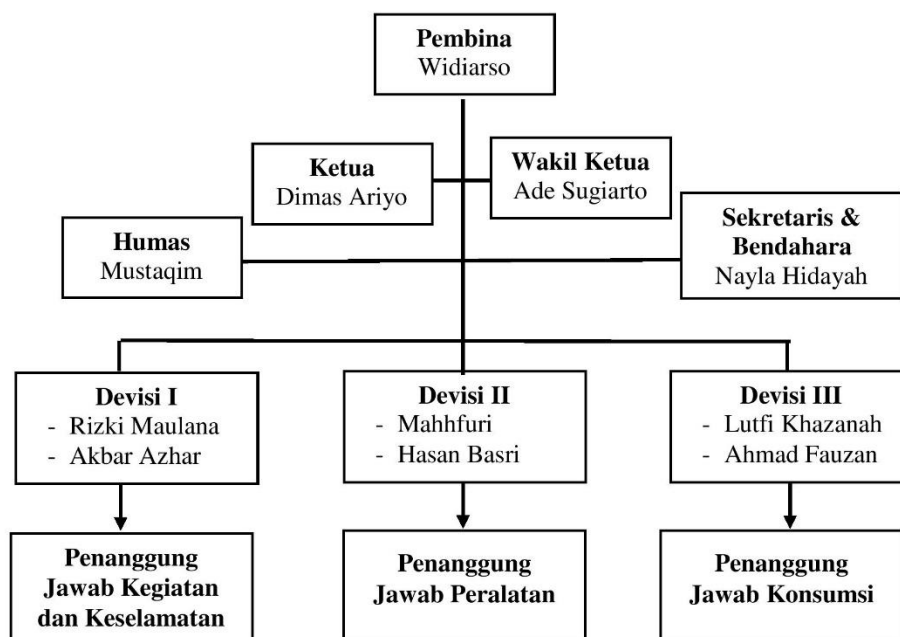 Pembina
Widiarso
Ketua
Dimas Ariyo
Wakil Ketua
Ade Sugiarto
Humas
Mustaqim
Sekretaris &
Bendahara
Nayla Hidayah
Devisi I
- Rizki Maulana
- Akbar Azhar
Devisi II
- Mahhfuri
- Hasan Basri
Devisi III
- Lutfi Khazanah
- Ahmad Fauzan
Penanggung
Jawab Kegiatan
dan Keselamatan
Penanggung
Jawab Peralatan
Penanggung
Jawab Konsumsi